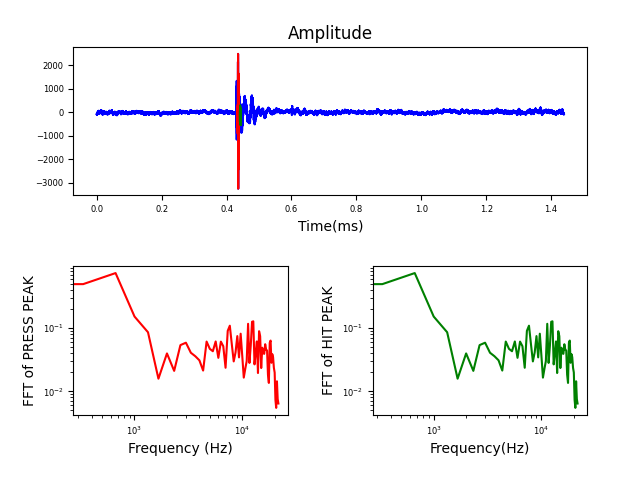 Amplitude
2000
1000
0
−1000
−2000
−3000
0.0 0.2 0.4 0.6 0.8 1.0 1.2 1.4
Time(ms)
FFT of PRESS PEAK
10⁻¹
10⁻²
10³ 10⁴
Frequency (Hz)
FFT of HIT PEAK
10⁻¹
10⁻²
10³ 10⁴
Frequency(Hz)